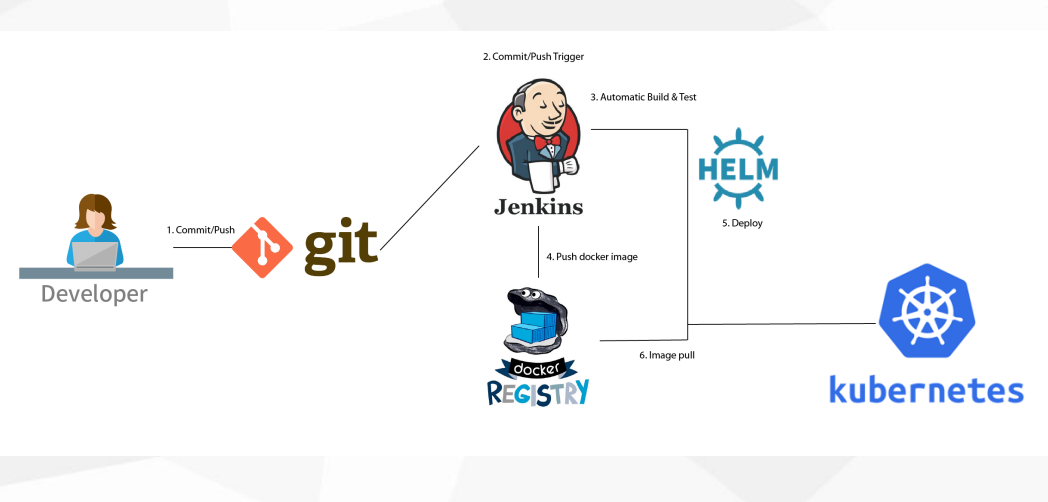 2. Commit/Push Trigger
3. Automatic Build & Test
HELM
Jenkins
5. Deploy
1. Commit/Push
git
4. Push docker image
Developer
6. Image pull
docker
REGISTRY
kubernetes